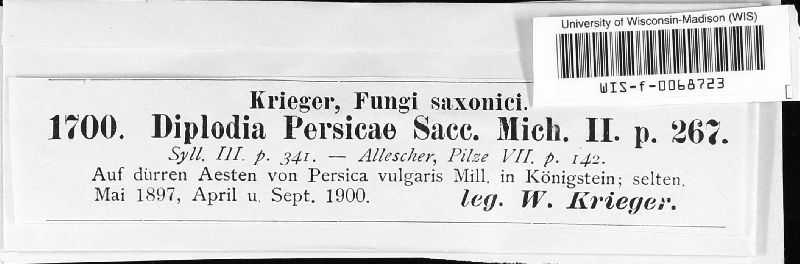 University of Wisconsin-Madison (WIS)
WIS-f-0068723
Krieger, Fungi saxonici.
1700. Diplodia Persicae Sacc. Mich. II. p. 267.
Syll. III. p. 341. — Allescher, Pilze VII. p. 142.
Auf dürren Aesten von Persica vulgaris Mill. in Königstein; selten.
Mai 1897, April u. Sept. 1900. leg. W. Krieger.